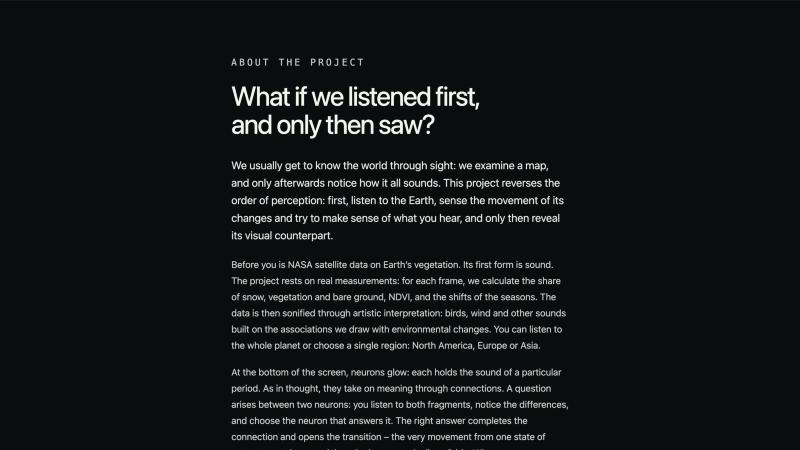 ABOUT THE PROJECT
What if we listened first,
and only then saw?
We usually get to know the world through sight: we examine a map,
and only afterwards notice how it all sounds. This project reverses the
order of perception: first, listen to the Earth, sense the movement of its
changes and try to make sense of what you hear, and only then reveal
its visual counterpart.
Before you is NASA satellite data on Earth's vegetation. Its first form is sound.
The project rests on real measurements: for each frame, we calculate the share
of snow, vegetation and bare ground, NDVI, and the shifts of the seasons. The
data is then sonified through artistic interpretation: birds, wind and other sounds
built on the associations we draw with environmental changes. You can listen to
the whole planet or choose a single region: North America, Europe or Asia.
At the bottom of the screen, neurons glow: each holds the sound of a particular
period. As in thought, they take on meaning through connections. A question
arises between two neurons: you listen to both fragments, notice the differences,
and choose the neuron that answers it. The right answer completes the
connection and opens the transition – the very movement from one state of